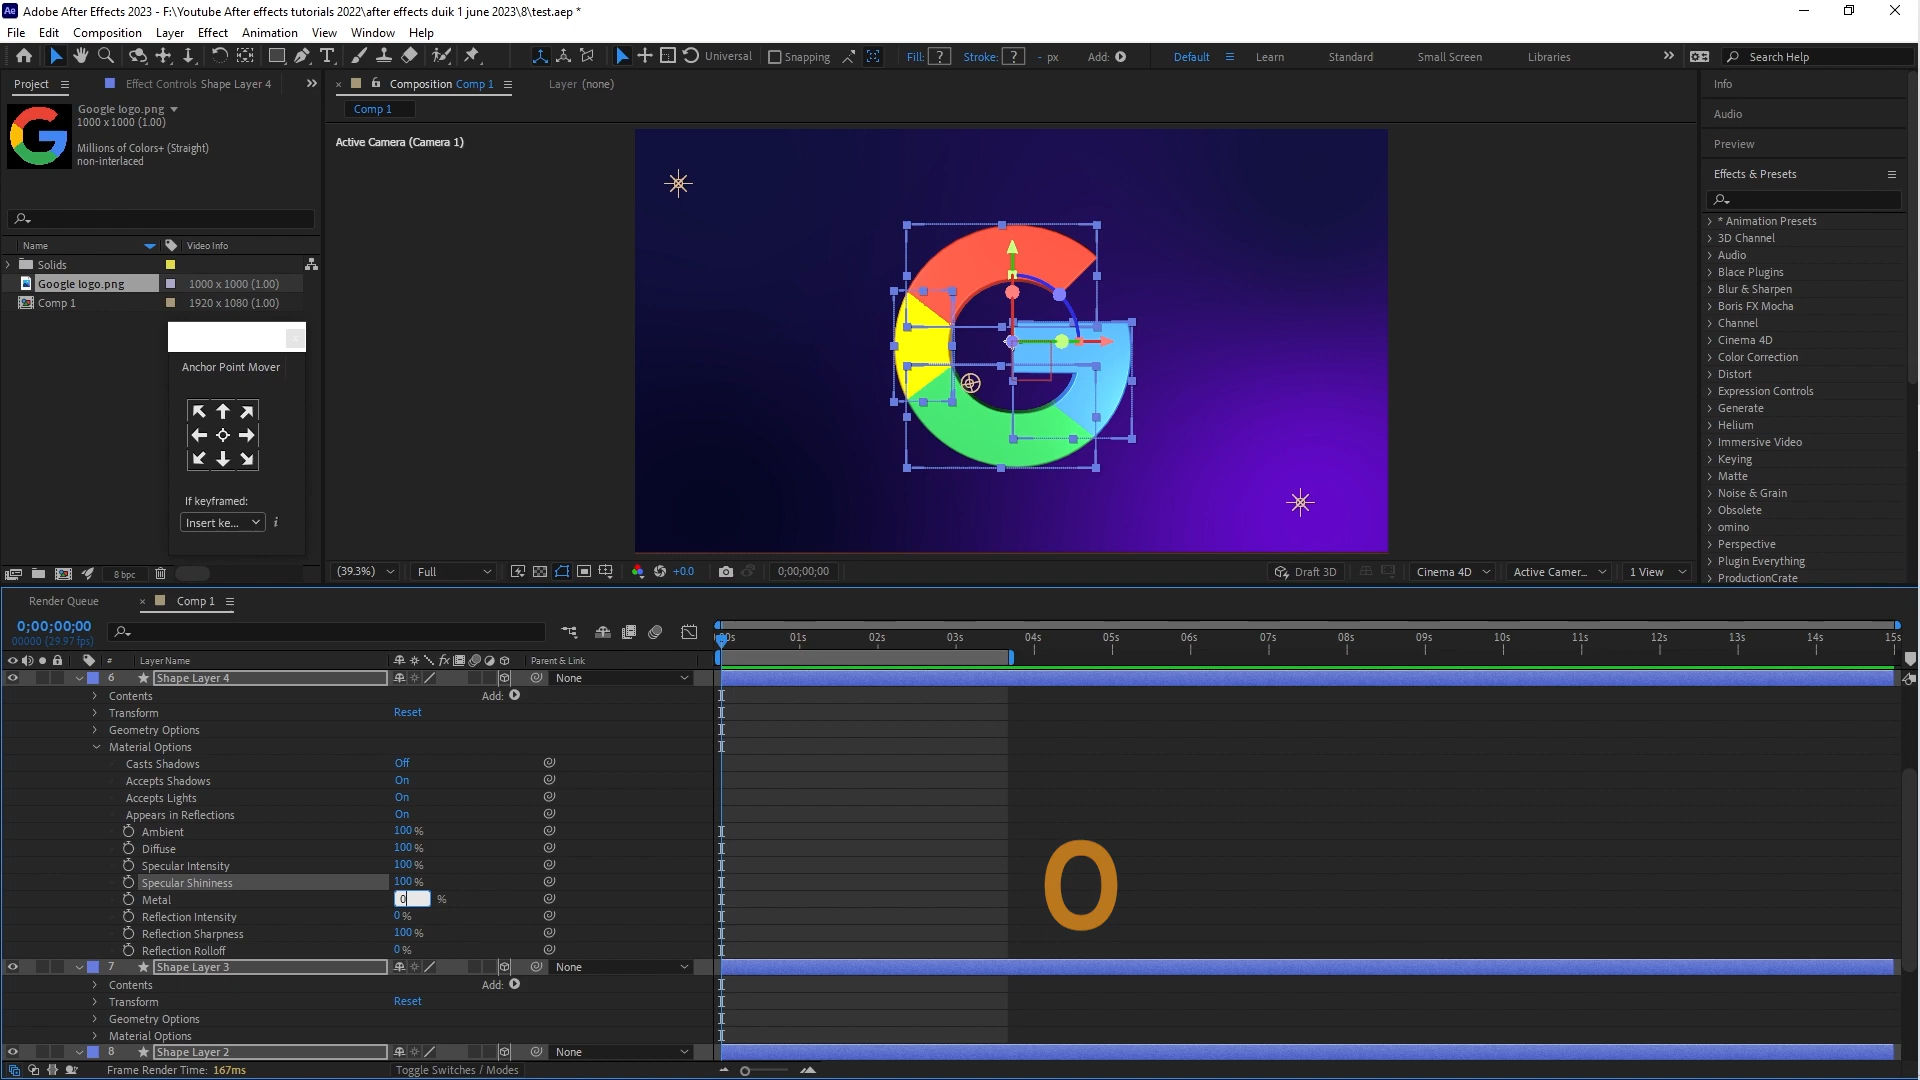 Adobe After Effects 2023 - F:\Youtube After effects tutorials 2022\after effects duik 1 june 2023\8\test.aep *
File Edit Composition Layer Effect Animation View Window Help
Universal Snapping Fill: ? Stroke: ? - px Add: Default Learn Standard Small Screen Libraries Search Help
Project Effect Controls Shape Layer 4
Composition Comp 1 Layer (none)
Comp 1
Google logo.png
1000 x 1000 (1.00)
Millions of Colors+ (Straight)
non-interlaced
Name Video Info
Solids
Google logo.png 1000 x 1000 (1.00)
Comp 1 1920 x 1080 (1.00)
Anchor Point Mover
If keyframed:
Insert ke...
8 bpc
Active Camera (Camera 1)
(39.3%) Full +0.0 0;00;00;00 Draft 3D Cinema 4D Active Camer... 1 View
Info
Audio
Preview
Effects & Presets
* Animation Presets
3D Channel
Audio
Blace Plugins
Blur & Sharpen
Boris FX Mocha
Channel
Cinema 4D
Color Correction
Distort
Expression Controls
Generate
Helium
Immersive Video
Keying
Matte
Noise & Grain
Obsolete
omino
Perspective
Plugin Everything
ProductionCrate
Render Queue Comp 1
0;00;00;00
00000 (29.97 fps)
:00s 01s 02s 03s 04s 05s 06s 07s 08s 09s 10s 11s 12s 13s 14s 15s
# Layer Name fx Parent & Link
6 Shape Layer 4 None
Contents Add:
Transform Reset
Geometry Options
Material Options
Casts Shadows Off
Accepts Shadows On
Accepts Lights On
Appears in Reflections On
Ambient 100 %
Diffuse 100 %
Specular Intensity 100 %
Specular Shininess 100 %
Metal 0 %
Reflection Intensity 0 %
Reflection Sharpness 100 %
Reflection Rolloff 0 %
7 Shape Layer 3 None
Contents Add:
Transform Reset
Geometry Options
Material Options
8 Shape Layer 2 None
Frame Render Time: 167ms Toggle Switches / Modes
0